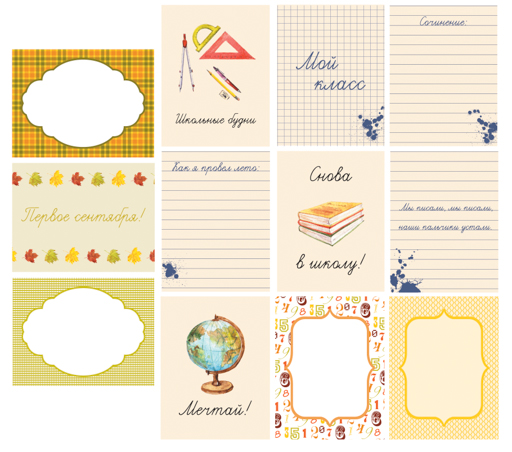 Первое сентября!
Школьные будни
Мой
класс
Сочинение:
Как я провел лето:
Снова
в школу!
Мы писали, мы писали,
наши пальчики устали.
Мечтай!